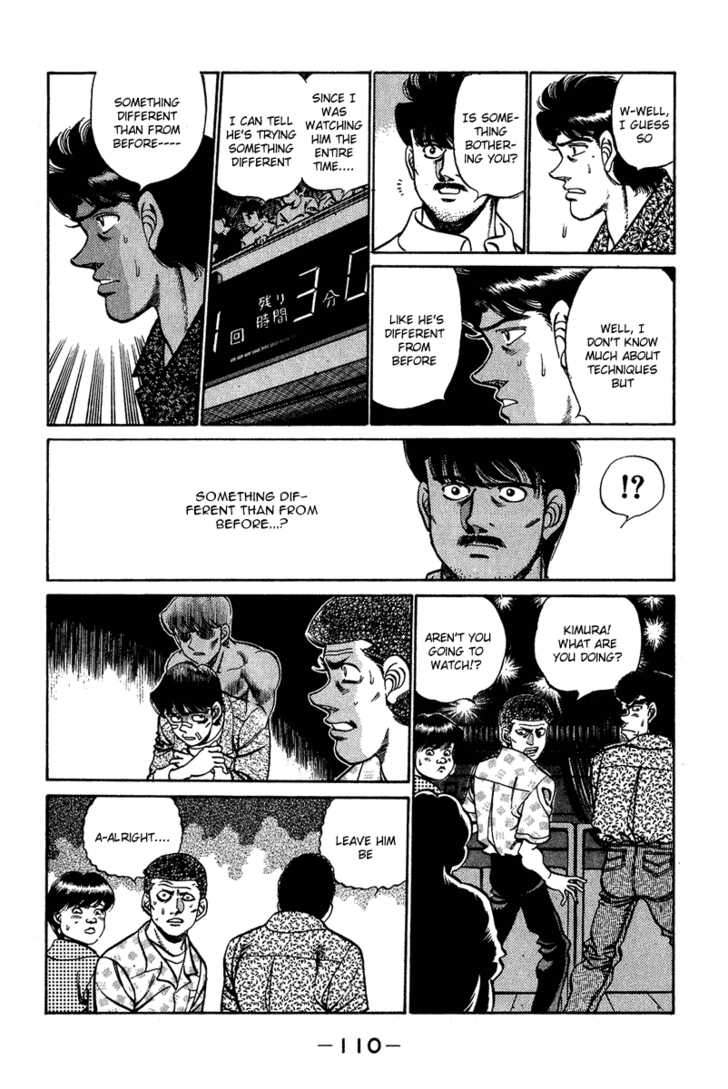 W-WELL,
I GUESS
SO
IS SOME-
THING
BOTHER-
ING YOU?
SINCE I
WAS
WATCHING
HIM THE
ENTIRE
TIME....
I CAN TELL
HE'S TRYING
SOMETHING
DIFFERENT
1回
残り
時間
3分
0
SOMETHING
DIFFERENT
THAN FROM
BEFORE----
WELL, I
DON'T KNOW
MUCH ABOUT
TECHNIQUES
BUT
LIKE HE'S
DIFFERENT
FROM
BEFORE
!?
SOMETHING DIF-
FERENT THAN FROM
BEFORE...?
KIMURA!
WHAT ARE
YOU DOING?
AREN'T YOU
GOING TO
WATCH!?
LEAVE HIM
BE
A-ALRIGHT....
-110-